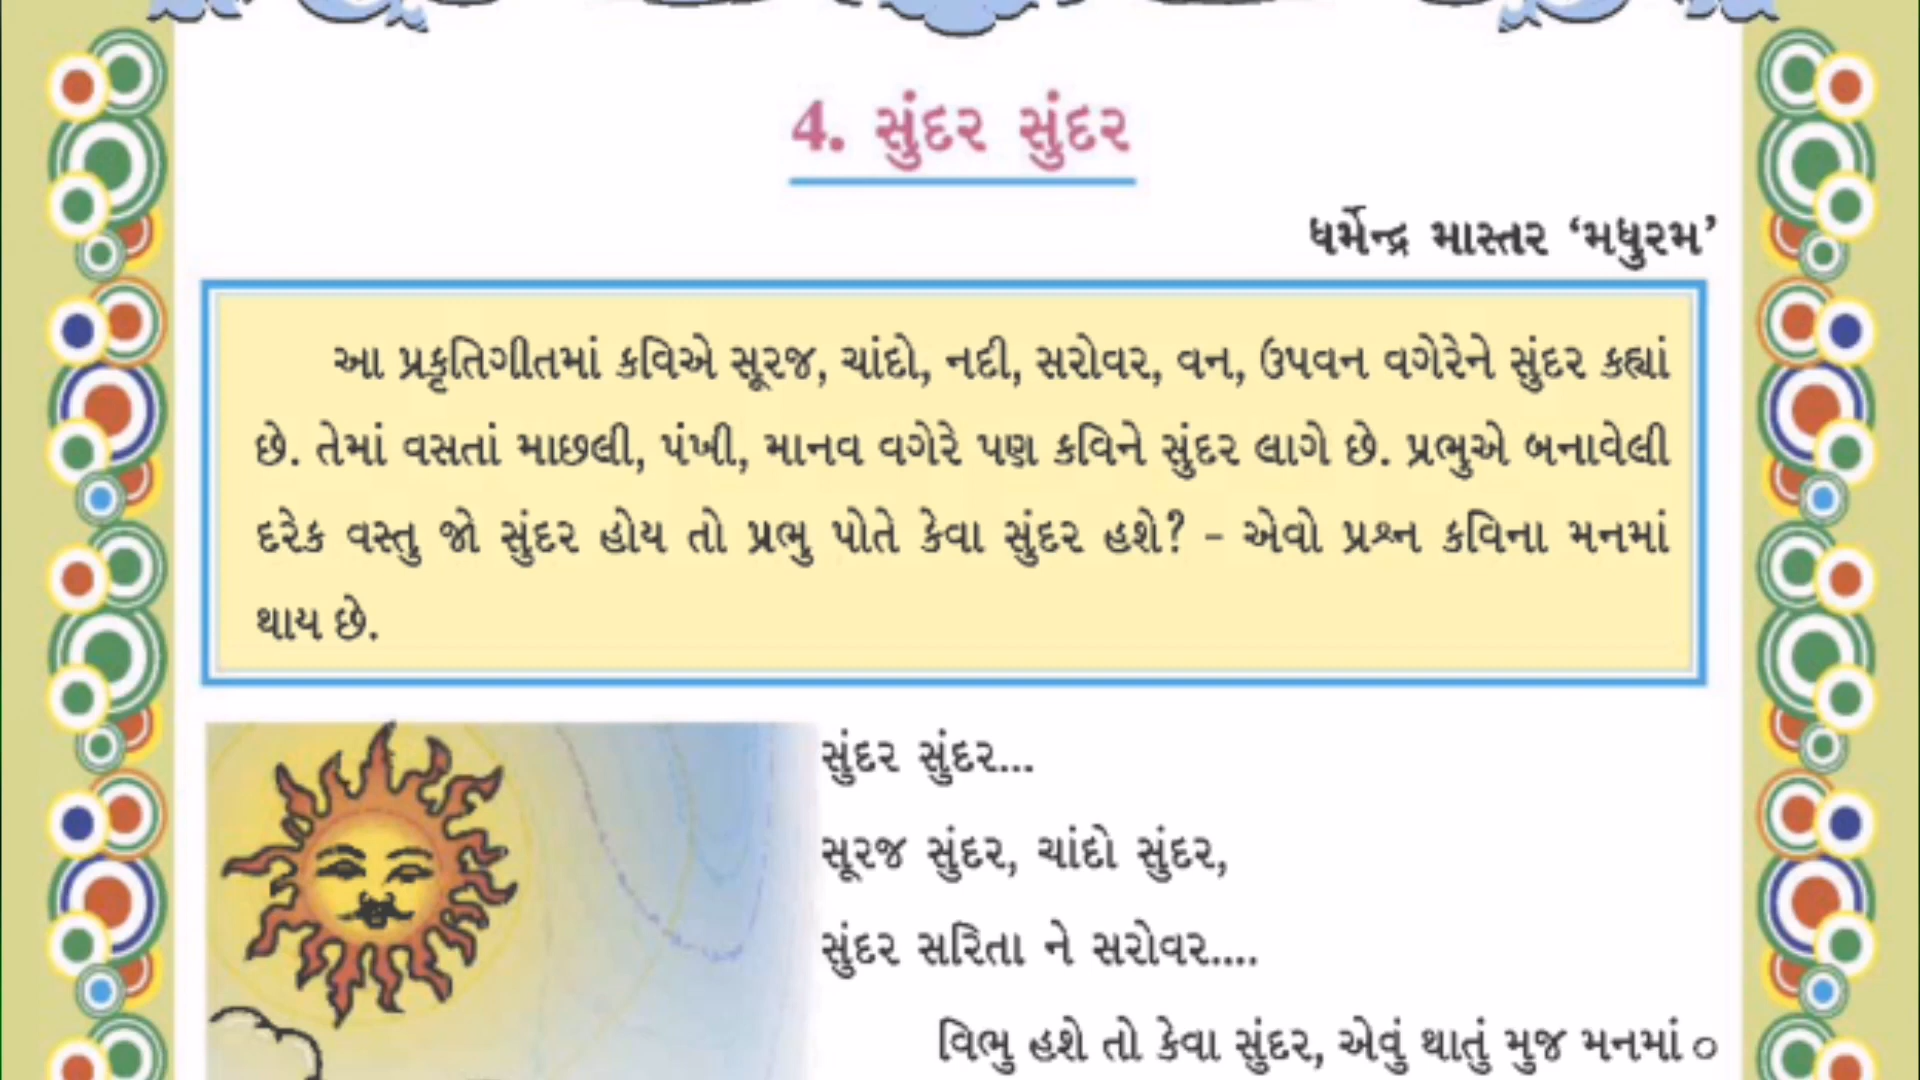 4. સુંદર સુંદર
ધર્મેન્દ્ર માસ્તર ‘મધુરમ’
આ પ્રકૃતિગીતમાં કવિએ સૂરજ, ચાંદો, નદી, સરોવર, વન, ઉપવન વગેરેને સુંદર કહ્યાં
છે. તેમાં વસતાં માછલી, પંખી, માનવ વગેરે પણ કવિને સુંદર લાગે છે. પ્રભુએ બનાવેલી
દરેક વસ્તુ જો સુંદર હોય તો પ્રભુ પોતે કેવા સુંદર હશે? – એવો પ્રશ્ન કવિના મનમાં
થાય છે.
સુંદર સુંદર...
સૂરજ સુંદર, ચાંદો સુંદર,
સુંદર સરિતા ને સરોવર....
વિભુ હશે તો કેવા સુંદર, એવું થાતું મુજ મનમાં ૦